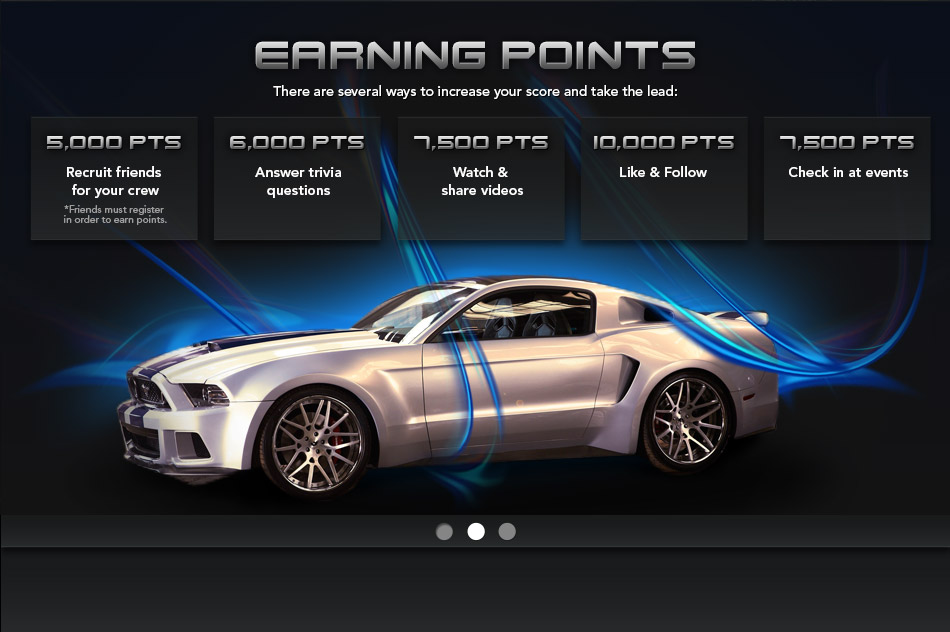 EARNING POINTS
There are several ways to increase your score and take the lead:
5,000 PTS
Recruit friends
for your crew
*Friends must register
in order to earn points.
6,000 PTS
Answer trivia
questions
7,500 PTS
Watch &
share videos
10,000 PTS
Like & Follow
7,500 PTS
Check in at events